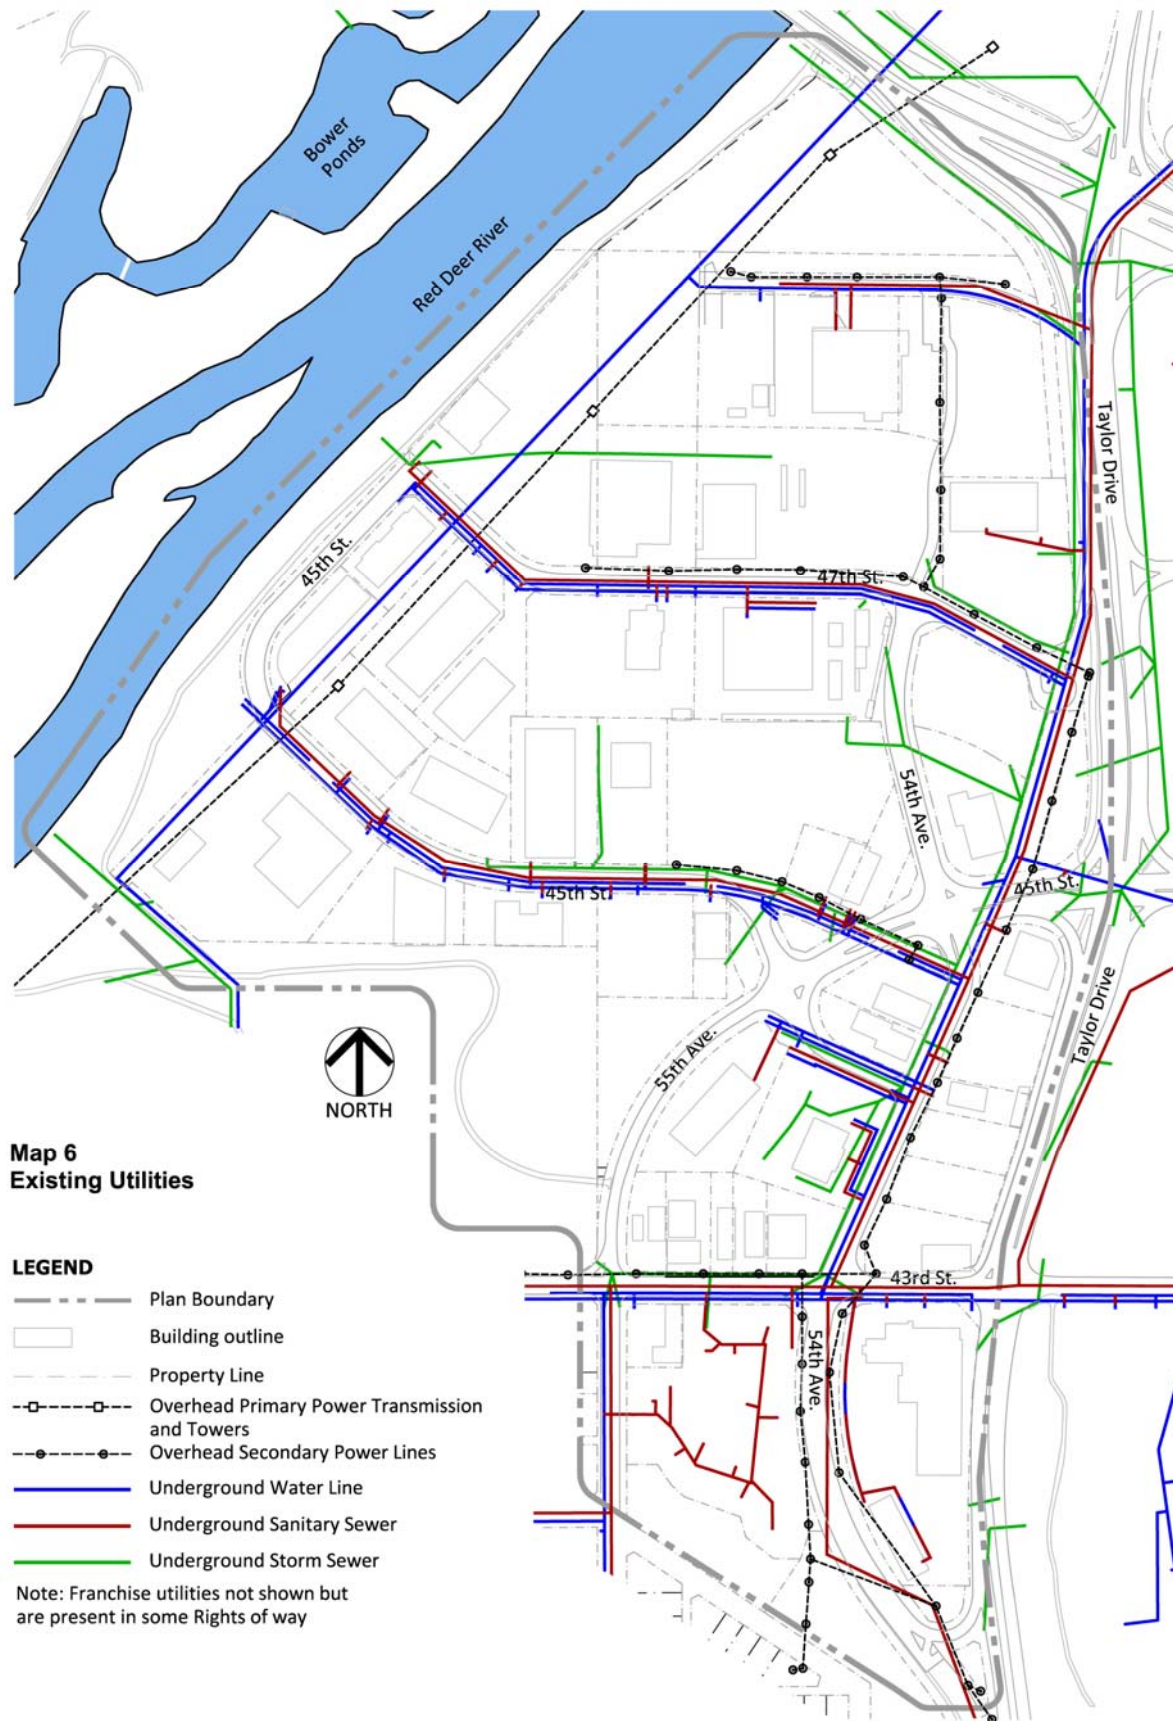 Bower
Ponds
Red Deer River
Taylor Drive
45th St.
47th St.
54th Ave.
45th St.
45th St.
Taylor Drive
55th Ave.
NORTH
Map 6
Existing Utilities
43rd St.
54th Ave.
LEGEND
Plan Boundary
Building outline
Property Line
Overhead Primary Power Transmission
and Towers
Overhead Secondary Power Lines
Underground Water Line
Underground Sanitary Sewer
Underground Storm Sewer
Note: Franchise utilities not shown but
are present in some Rights of way